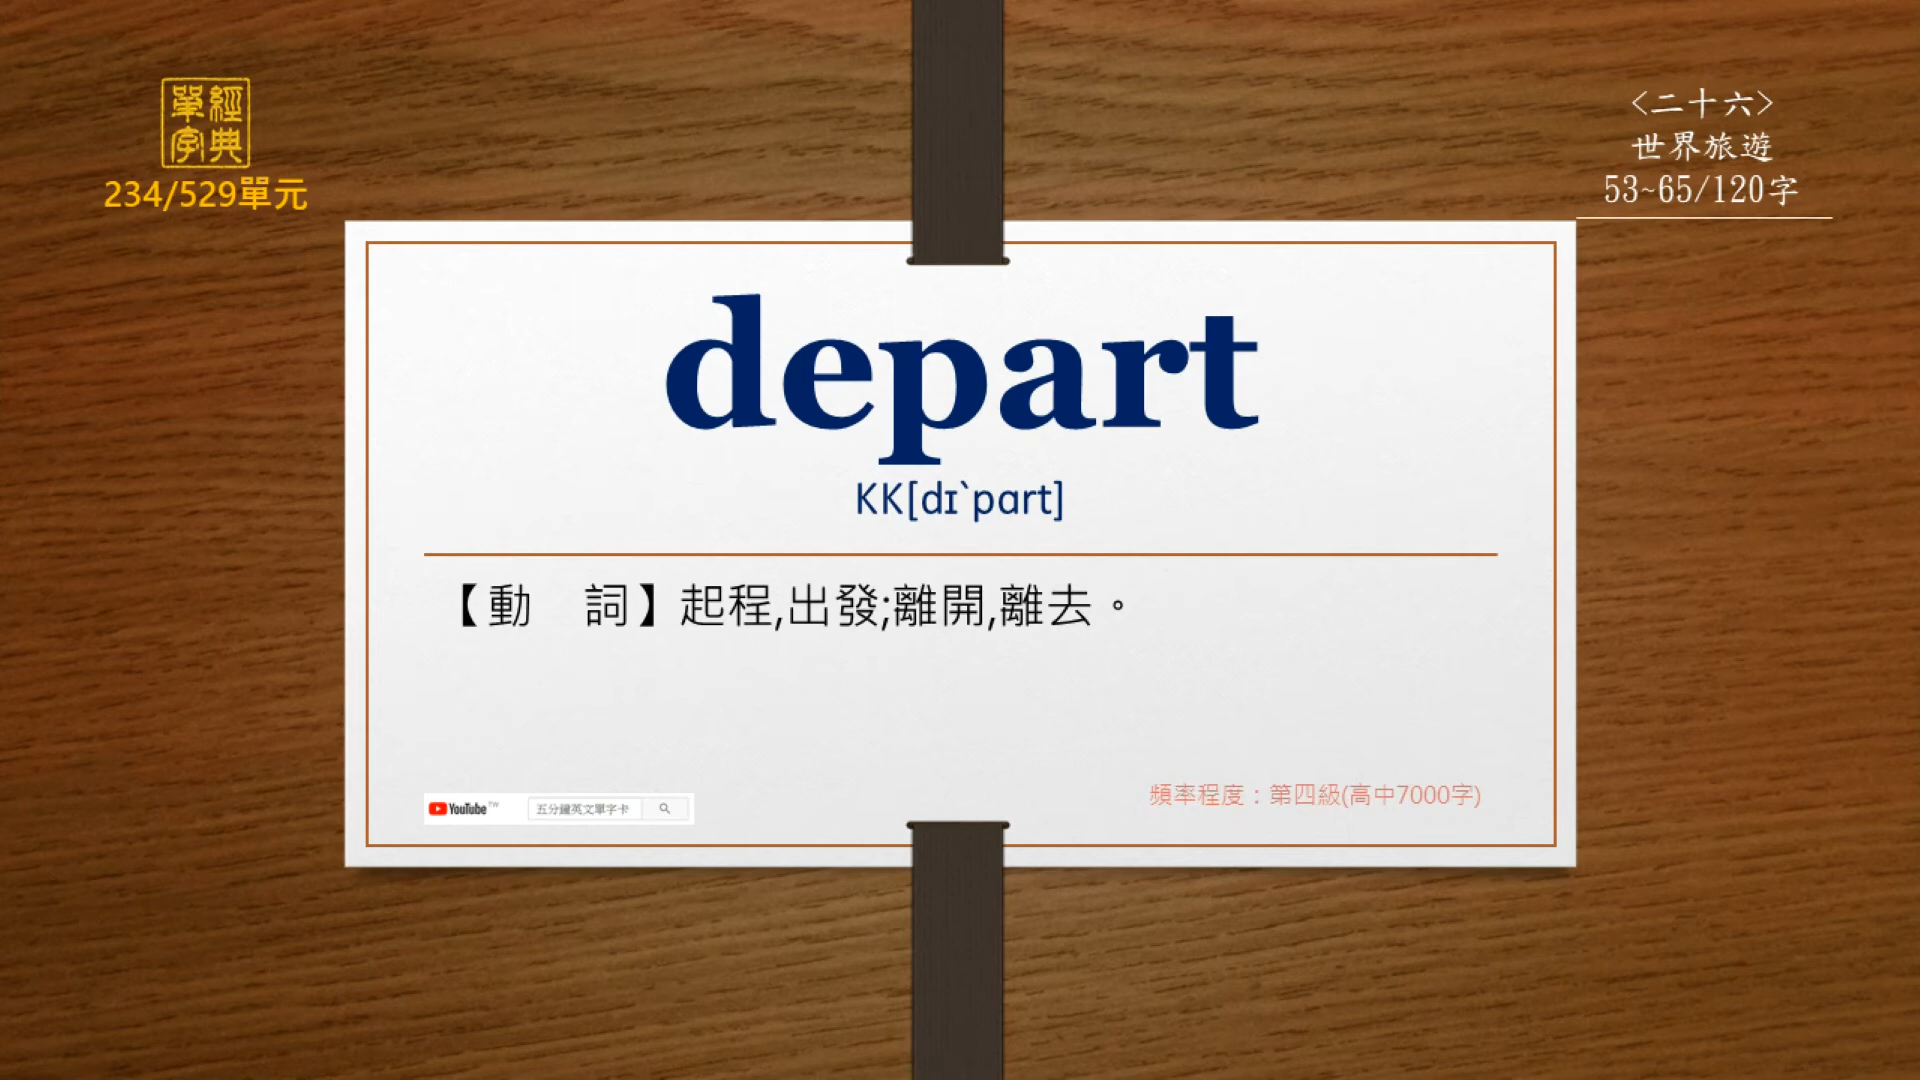 單字經典
234/529單元
<二十六>
世界旅遊
53~65/120字
depart
KK[dɪˋpɑrt]
【動　詞】起程,出發;離開,離去。
YouTube TW
五分鐘英文單字卡
頻率程度：第四級(高中7000字)